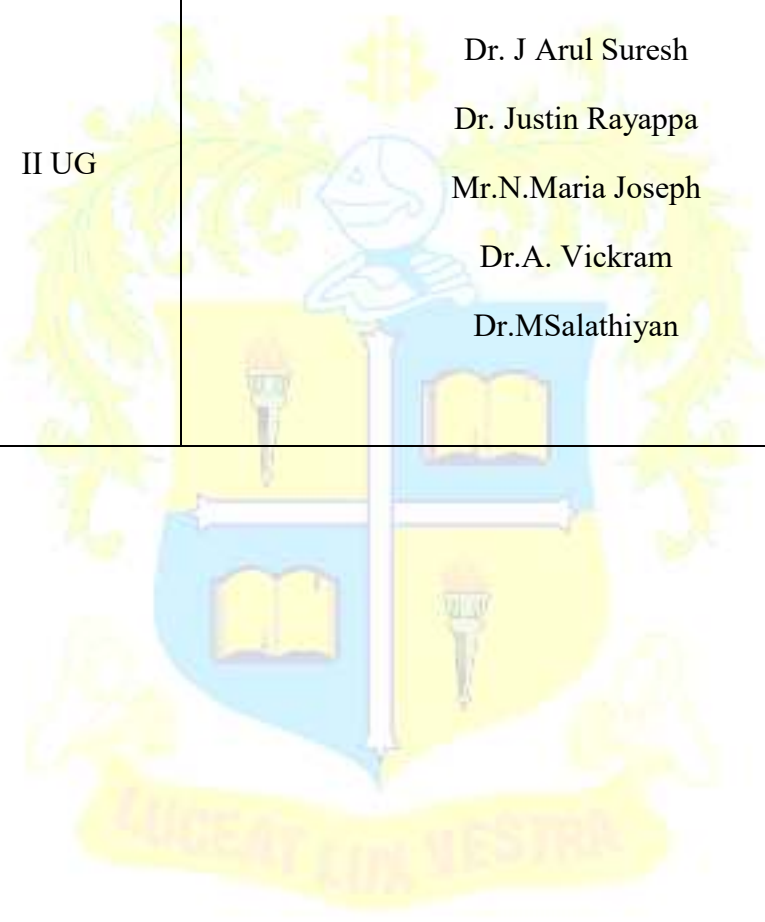 Dr. J Arul Suresh
Dr. Justin Rayappa
II UG
Mr.N.Maria Joseph
Dr.A. Vickram
Dr.MSalathiyan
LUCEAT LUX VESTRA